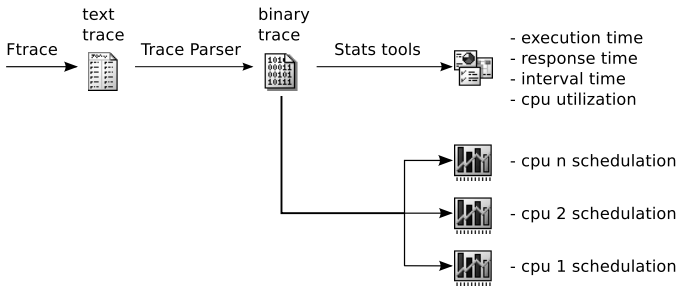 text
trace
binary
trace
Ftrace
Trace Parser
Stats tools
- execution time
- response time
- interval time
- cpu utilization
1010
00011
00101
10111
- cpu n schedulation
- cpu 2 schedulation
- cpu 1 schedulation